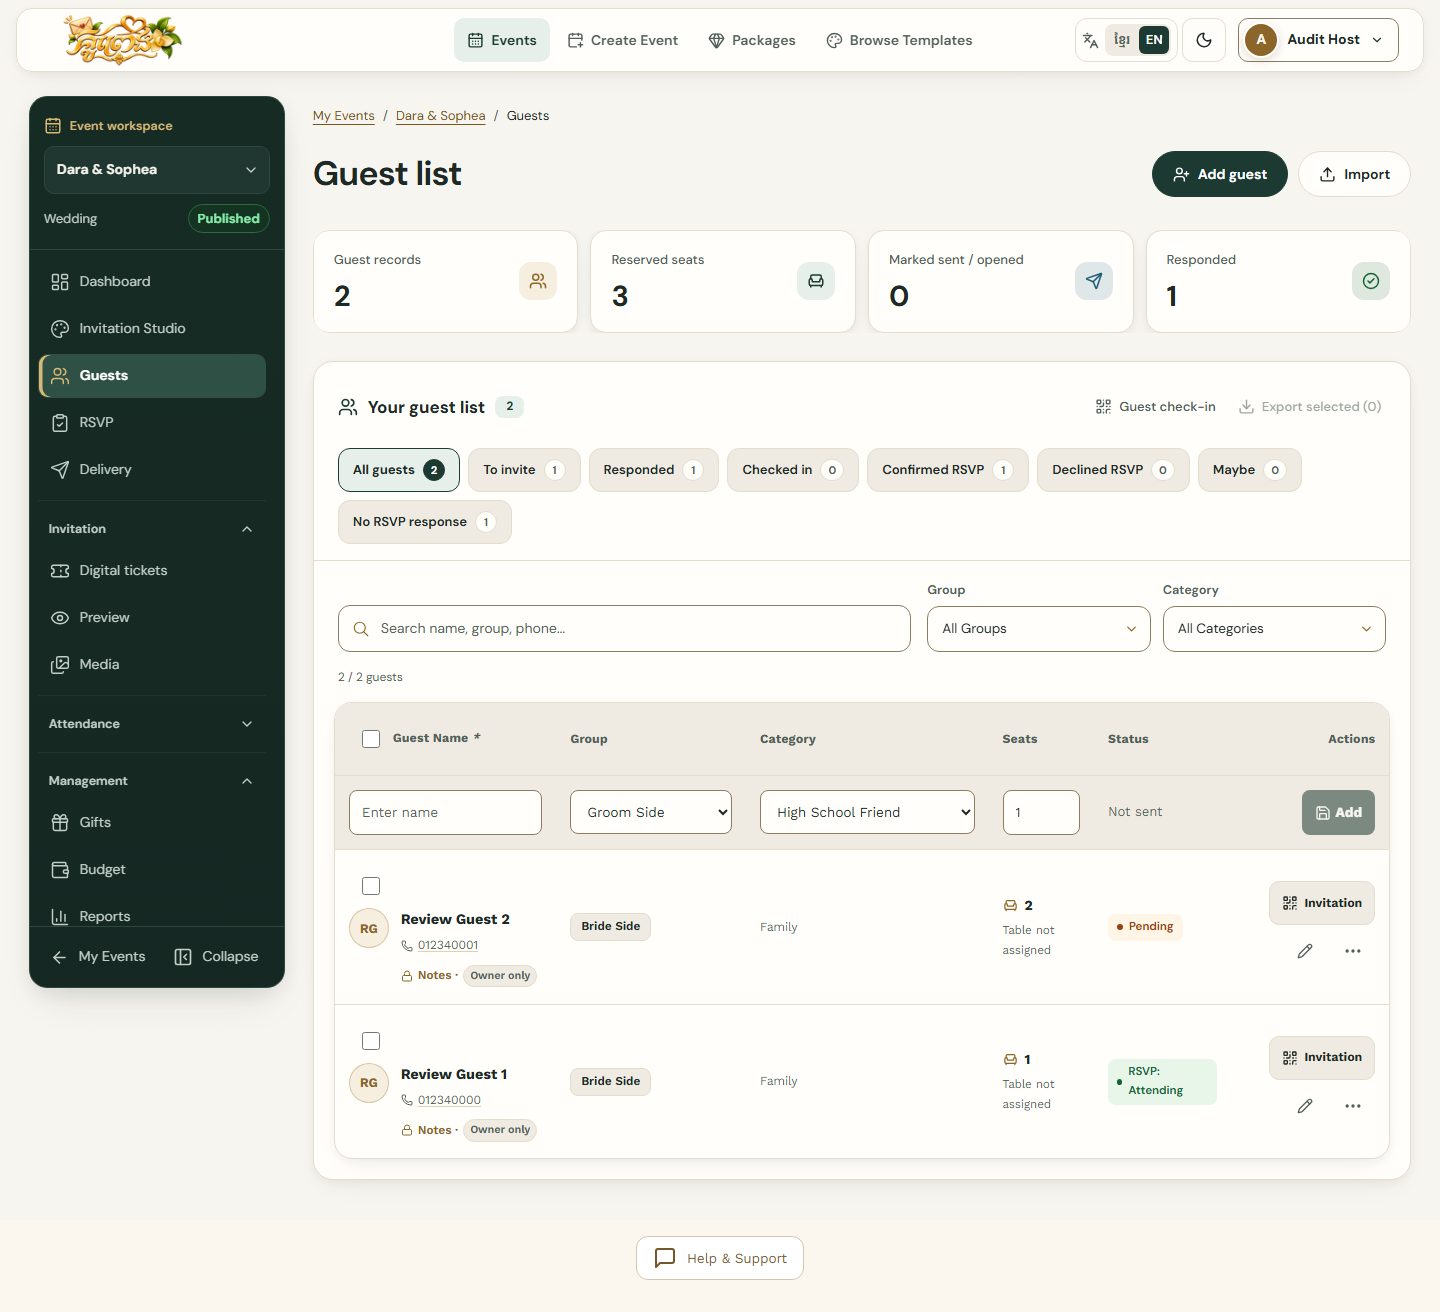 Events
Create Event
Packages
Browse Templates
ខ្មែរ
EN
A
Audit Host
Event workspace
Dara & Sophea
Wedding
Published
Dashboard
Invitation Studio
Guests
RSVP
Delivery
Invitation
Digital tickets
Preview
Media
Attendance
Management
Gifts
Budget
Reports
My Events
Collapse
My Events / Dara & Sophea / Guests
Guest list
Add guest
Import
Guest records
2
Reserved seats
3
Marked sent / opened
0
Responded
1
Your guest list 2
Guest check-in
Export selected (0)
All guests 2
To invite 1
Responded 1
Checked in 0
Confirmed RSVP 1
Declined RSVP 0
Maybe 0
No RSVP response 1
Group
Category
Search name, group, phone...
All Groups
All Categories
2 / 2 guests
Guest Name *
Group
Category
Seats
Status
Actions
Enter name
Groom Side
High School Friend
1
Not sent
Add
RG
Review Guest 2
012340001
Notes · Owner only
Bride Side
Family
2
Table not
assigned
Pending
Invitation
RG
Review Guest 1
012340000
Notes · Owner only
Bride Side
Family
1
Table not
assigned
RSVP:
Attending
Invitation
Help & Support